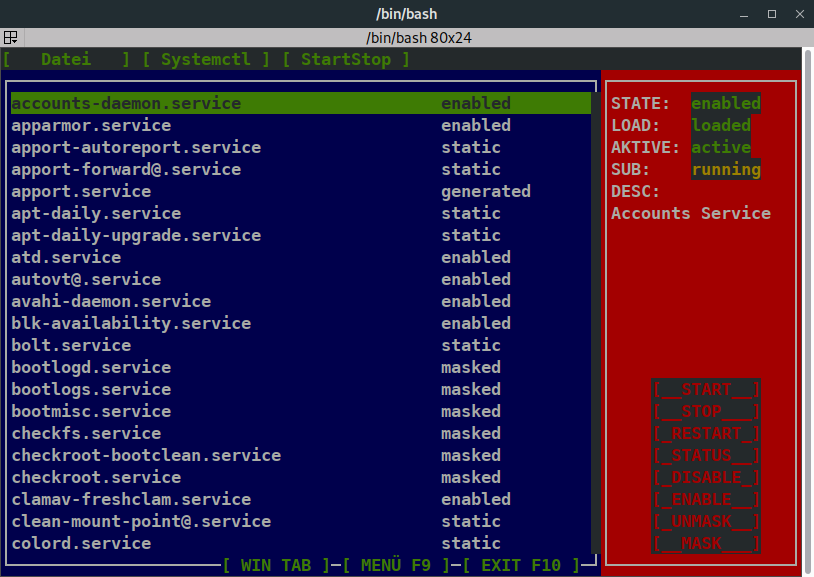 /bin/bash
/bin/bash 80x24
[ Datei ] [ Systemctl ] [ StartStop ]
accounts-daemon.service enabled
apparmor.service enabled
apport-autoreport.service static
apport-forward@.service static
apport.service generated
apt-daily.service static
apt-daily-upgrade.service static
atd.service enabled
autovt@.service enabled
avahi-daemon.service enabled
blk-availability.service enabled
bolt.service static
bootlogd.service masked
bootlogs.service masked
bootmisc.service masked
checkfs.service masked
checkroot-bootclean.service masked
checkroot.service masked
clamav-freshclam.service enabled
clean-mount-point@.service static
colord.service static
[ WIN TAB ]─[ MENÜ F9 ]─[ EXIT F10 ]
STATE: enabled
LOAD: loaded
AKTIVE: active
SUB: running
DESC:
Accounts Service
[__START__]
[__STOP___]
[_RESTART_]
[_STATUS__]
[_DISABLE_]
[_ENABLE__]
[_UNMASK__]
[__MASK___]